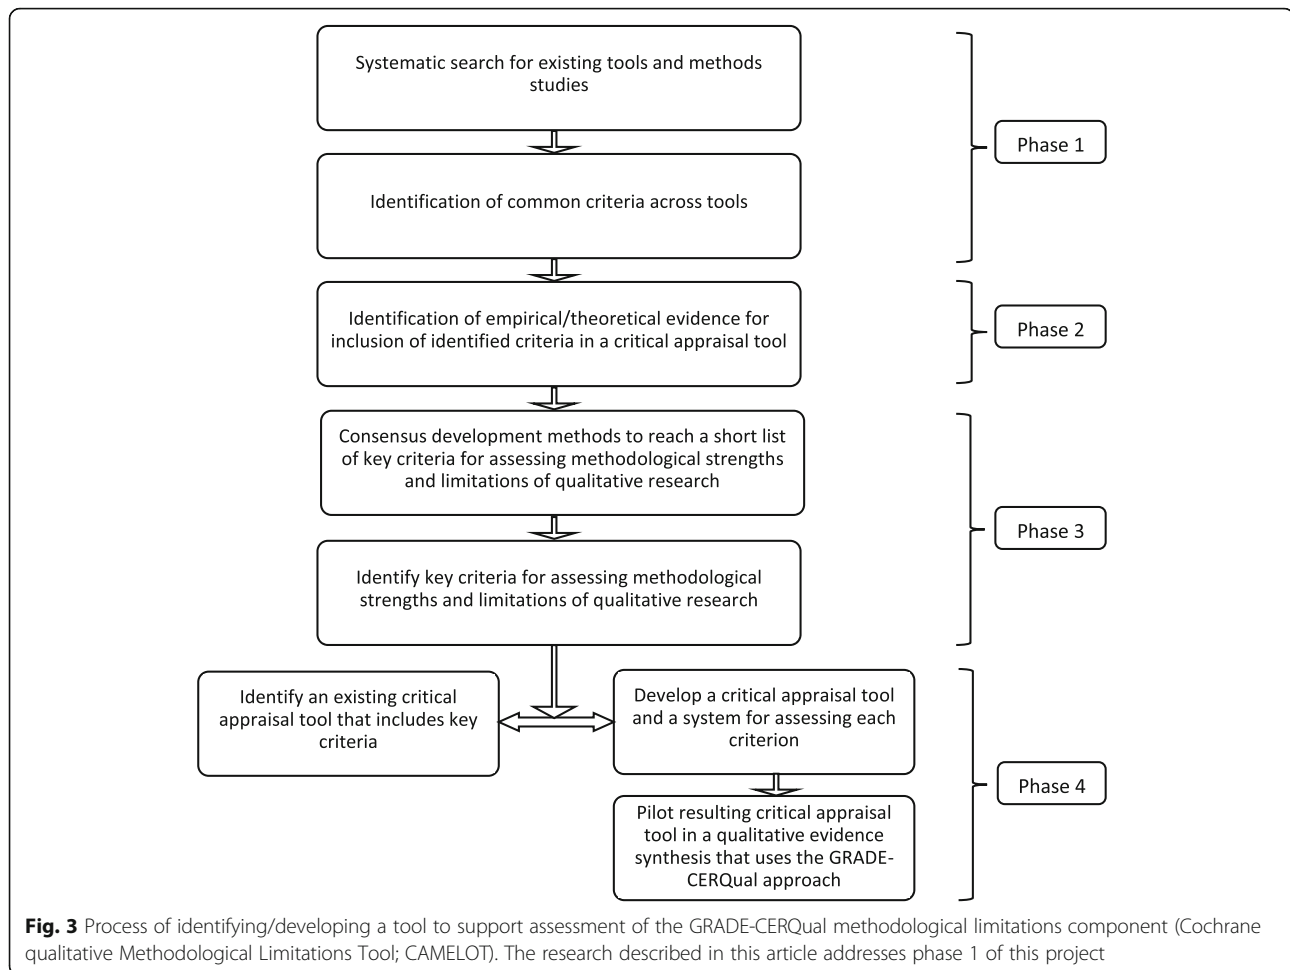 Systematic search for existing tools and methods
studies
Phase 1
Identification of common criteria across tools
Identification of empirical/theoretical evidence for
inclusion of identified criteria in a critical appraisal tool
Phase 2
Consensus development methods to reach a short list
of key criteria for assessing methodological strengths
and limitations of qualitative research
Phase 3
Identify key criteria for assessing methodological
strengths and limitations of qualitative research
Identify an existing critical
appraisal tool that includes key
criteria
Develop a critical appraisal tool
and a system for assessing each
criterion
Phase 4
Pilot resulting critical appraisal
tool in a qualitative evidence
synthesis that uses the GRADE-
CERQual approach
Fig. 3 Process of identifying/developing a tool to support assessment of the GRADE-CERQual methodological limitations component (Cochrane
qualitative Methodological Limitations Tool; CAMELOT). The research described in this article addresses phase 1 of this project